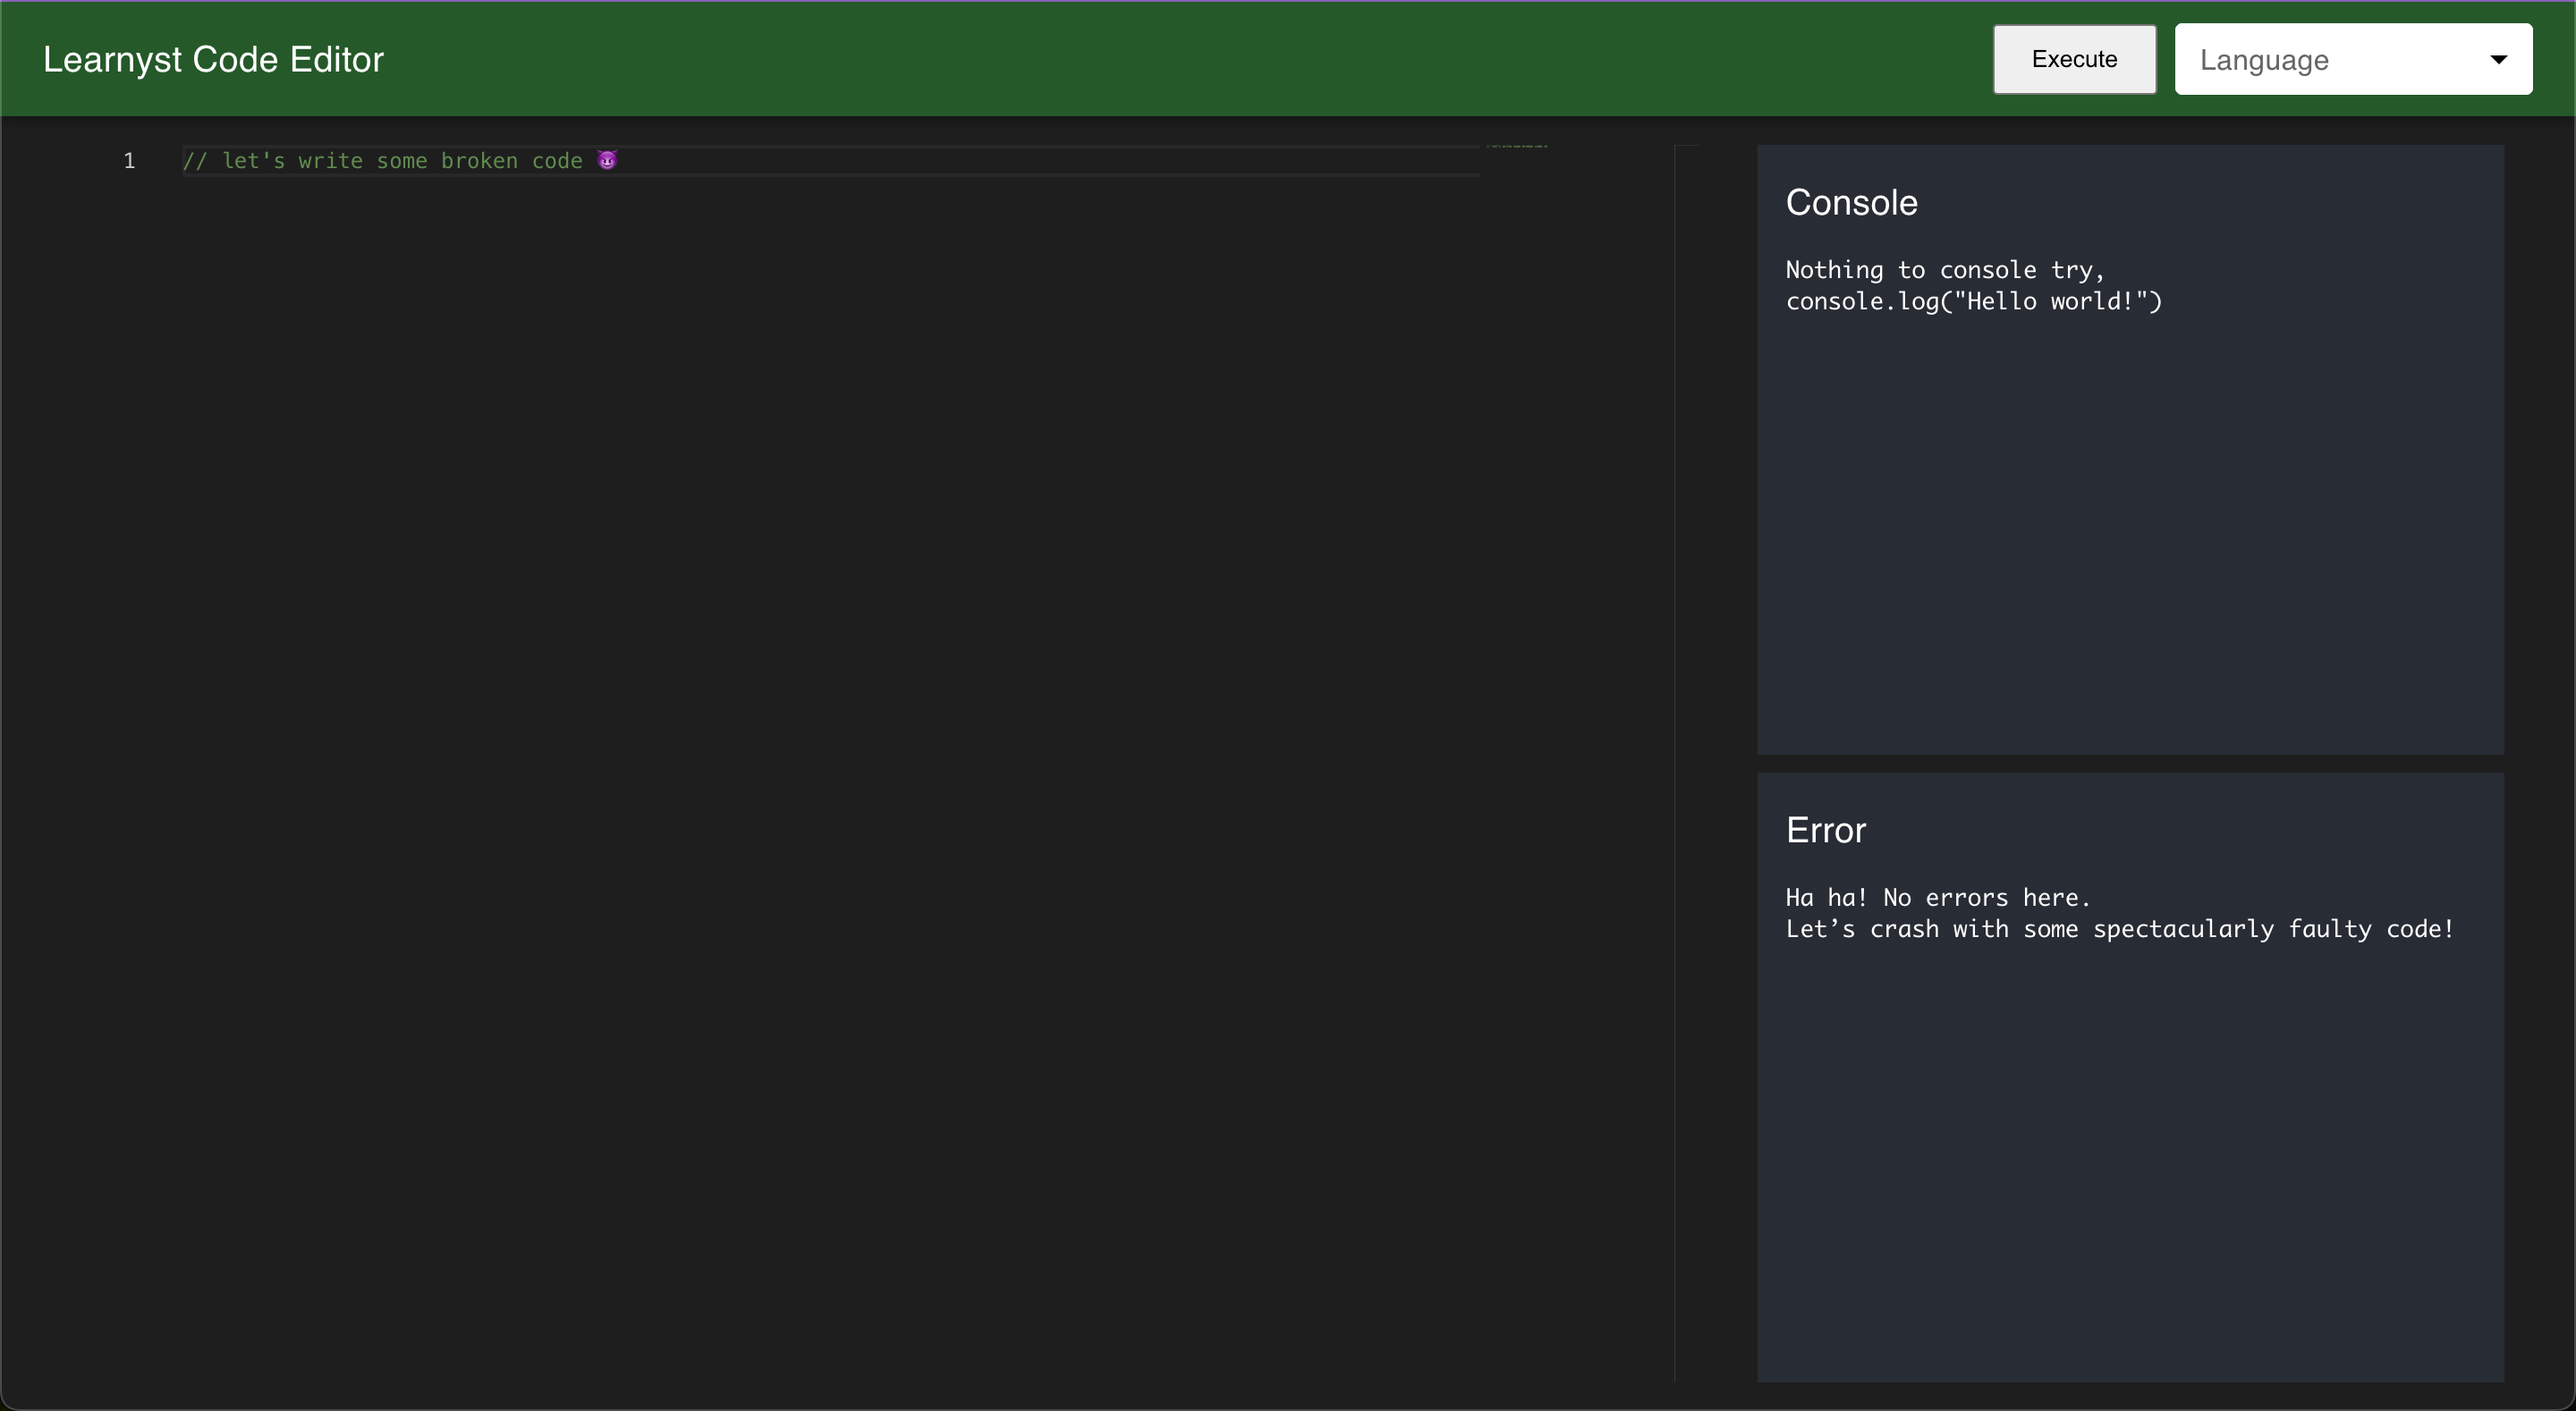 Learnyst Code Editor
Execute
Language
1
// let's write some broken code 😈
Console
Nothing to console try,
console.log("Hello world!")
Error
Ha ha! No errors here.
Let’s crash with some spectacularly faulty code!